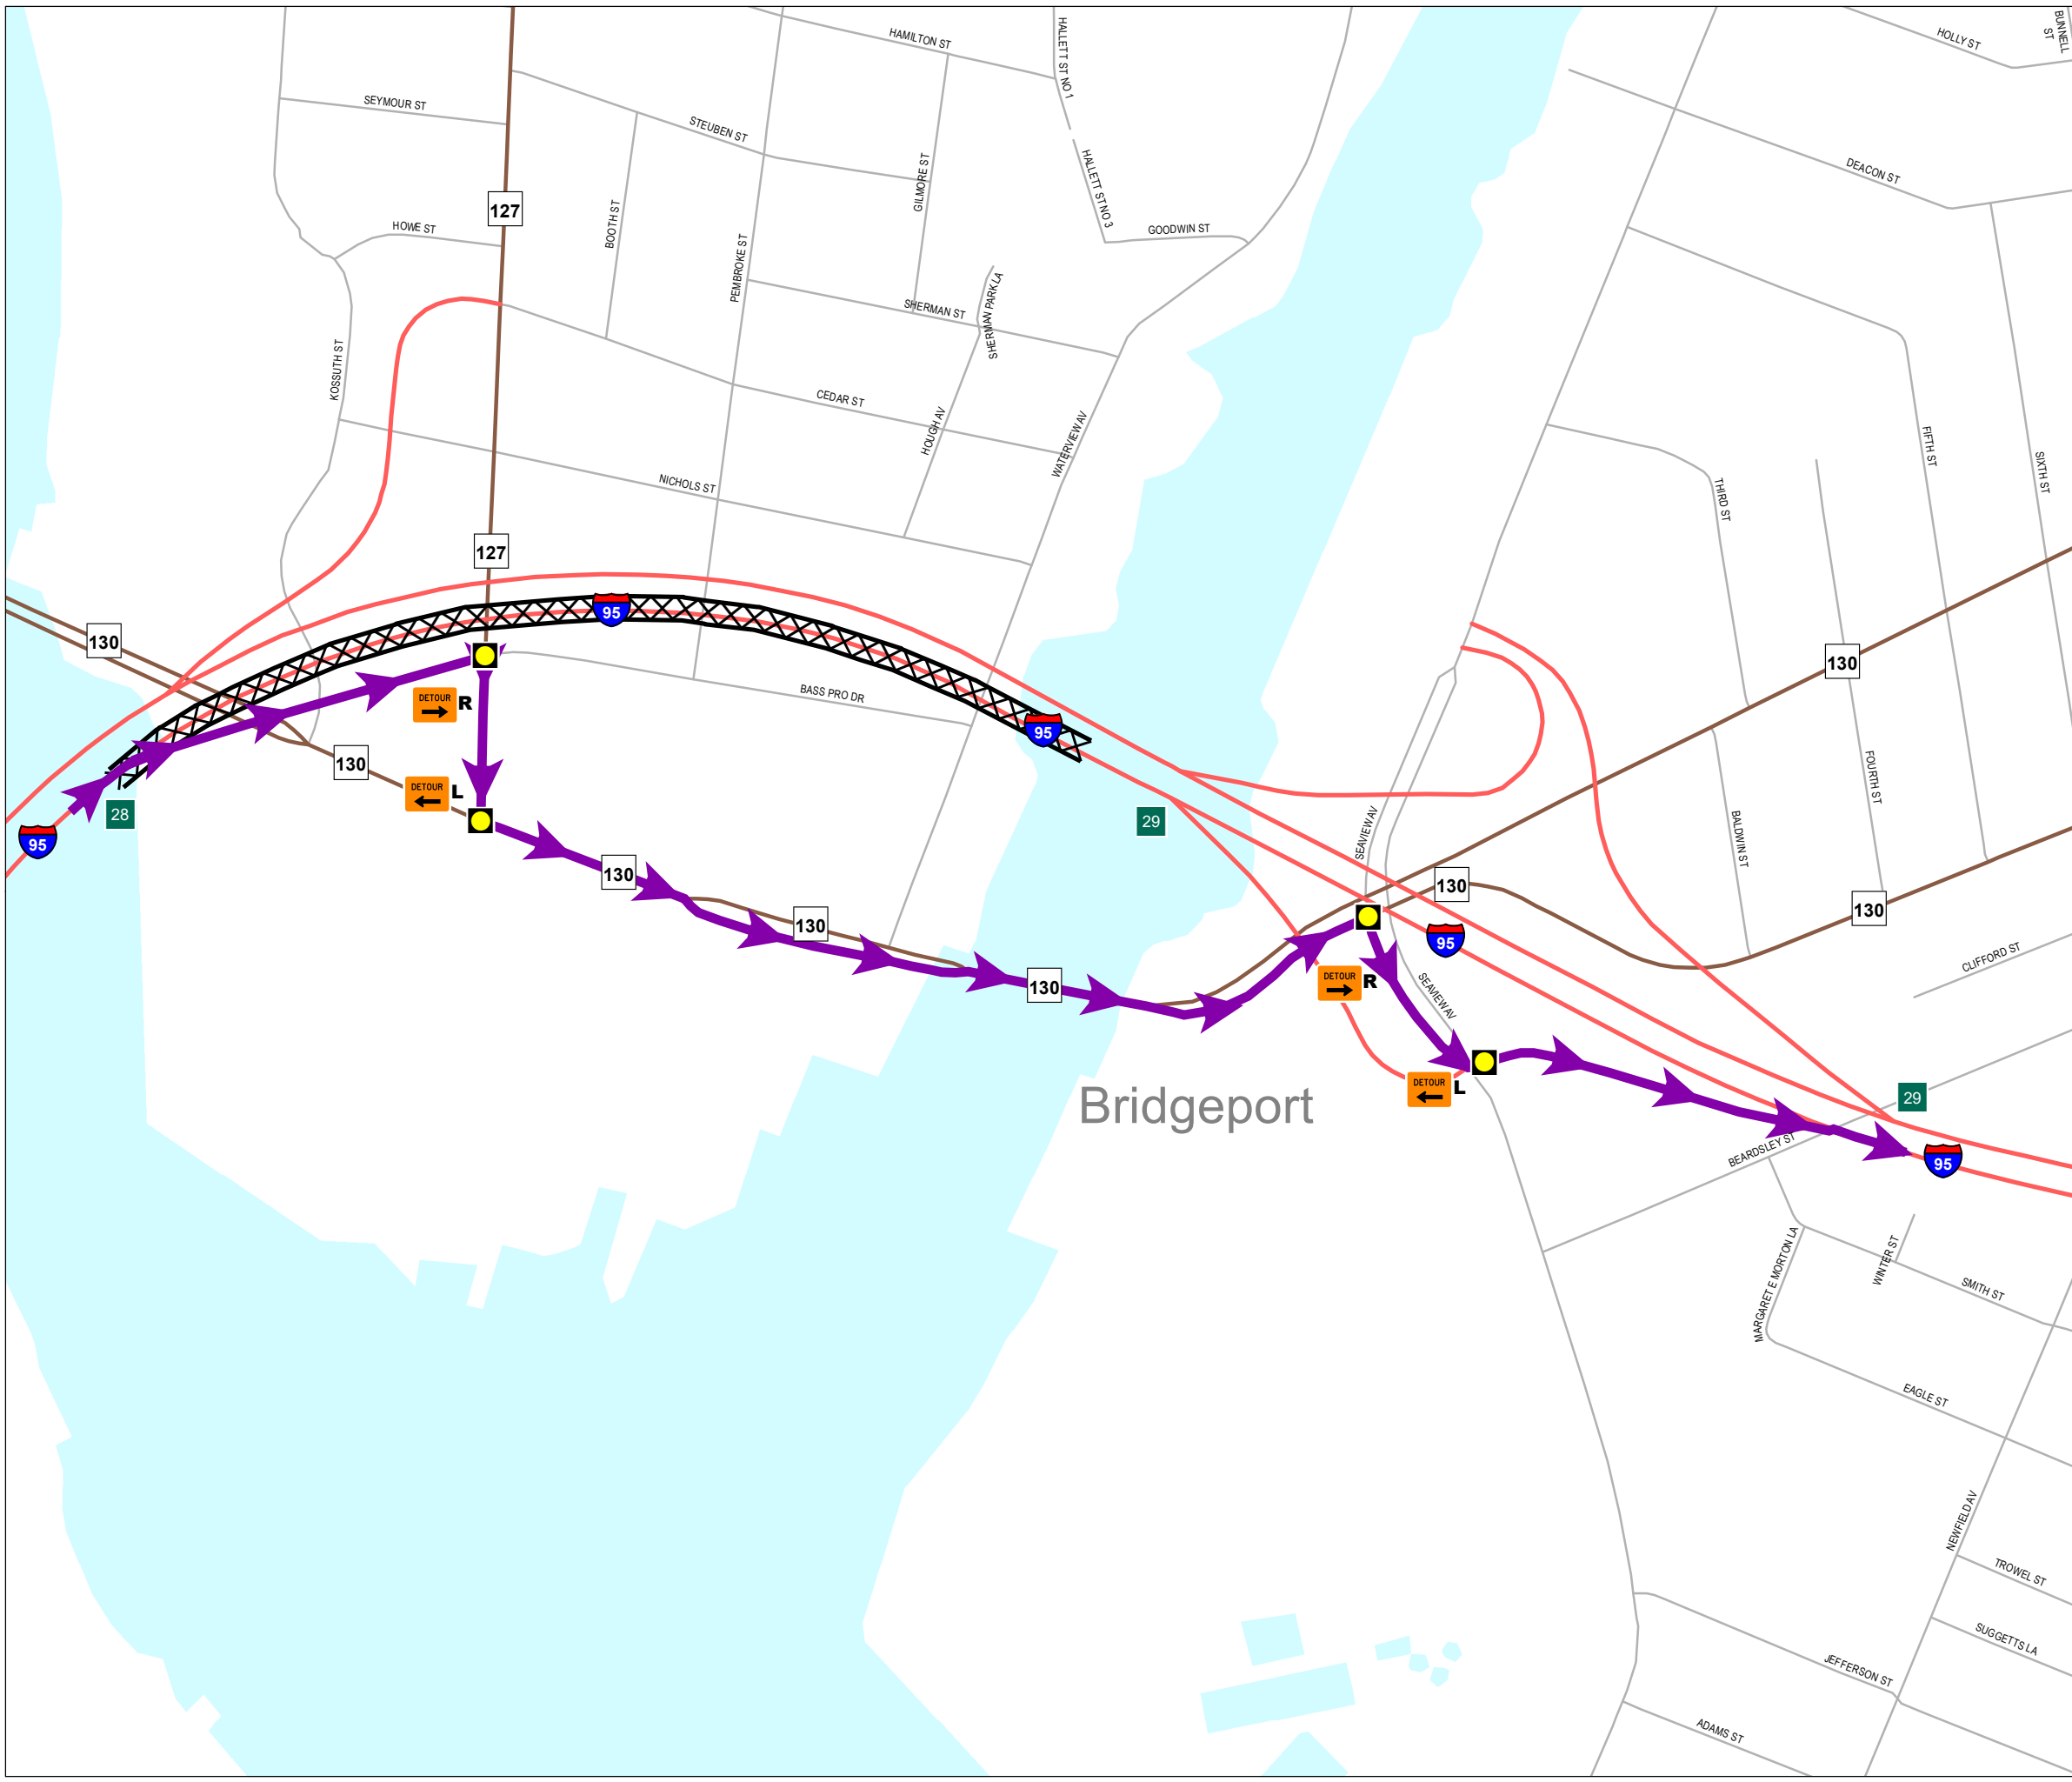 HAMILTON ST
HALLETT ST NO 1
HOLLY ST
BUNNELL
ST
SEYMOUR ST
STEUBEN ST
GILMORE ST
HALLETT ST NO 3
DEACON ST
127
HOWE ST
BOOTH ST
PEMBROKE ST
GOODWIN ST
SHERMAN ST
SHERMAN PARK LA
KOSSUTH ST
CEDAR ST
HOUGH AV
WATERVIEW AV
NICHOLS ST
THIRD ST
FIFTH ST
SIXTH ST
127
95
130
130
DETOUR
R
BASS PRO DR
95
130
DETOUR
L
28
95
29
SEAVIEW AV
BALDWIN ST
FOURTH ST
130
130
130
130
95
130
DETOUR
R
SEAVIEW AV
CLIFFORD ST
DETOUR
L
Bridgeport
29
BEARDSLEY ST
95
MARGARET E MORTON LA
WINTER ST
SMITH ST
EAGLE ST
NEWFIELD AV
TROWEL ST
SUGGETTS LA
JEFFERSON ST
ADAMS ST